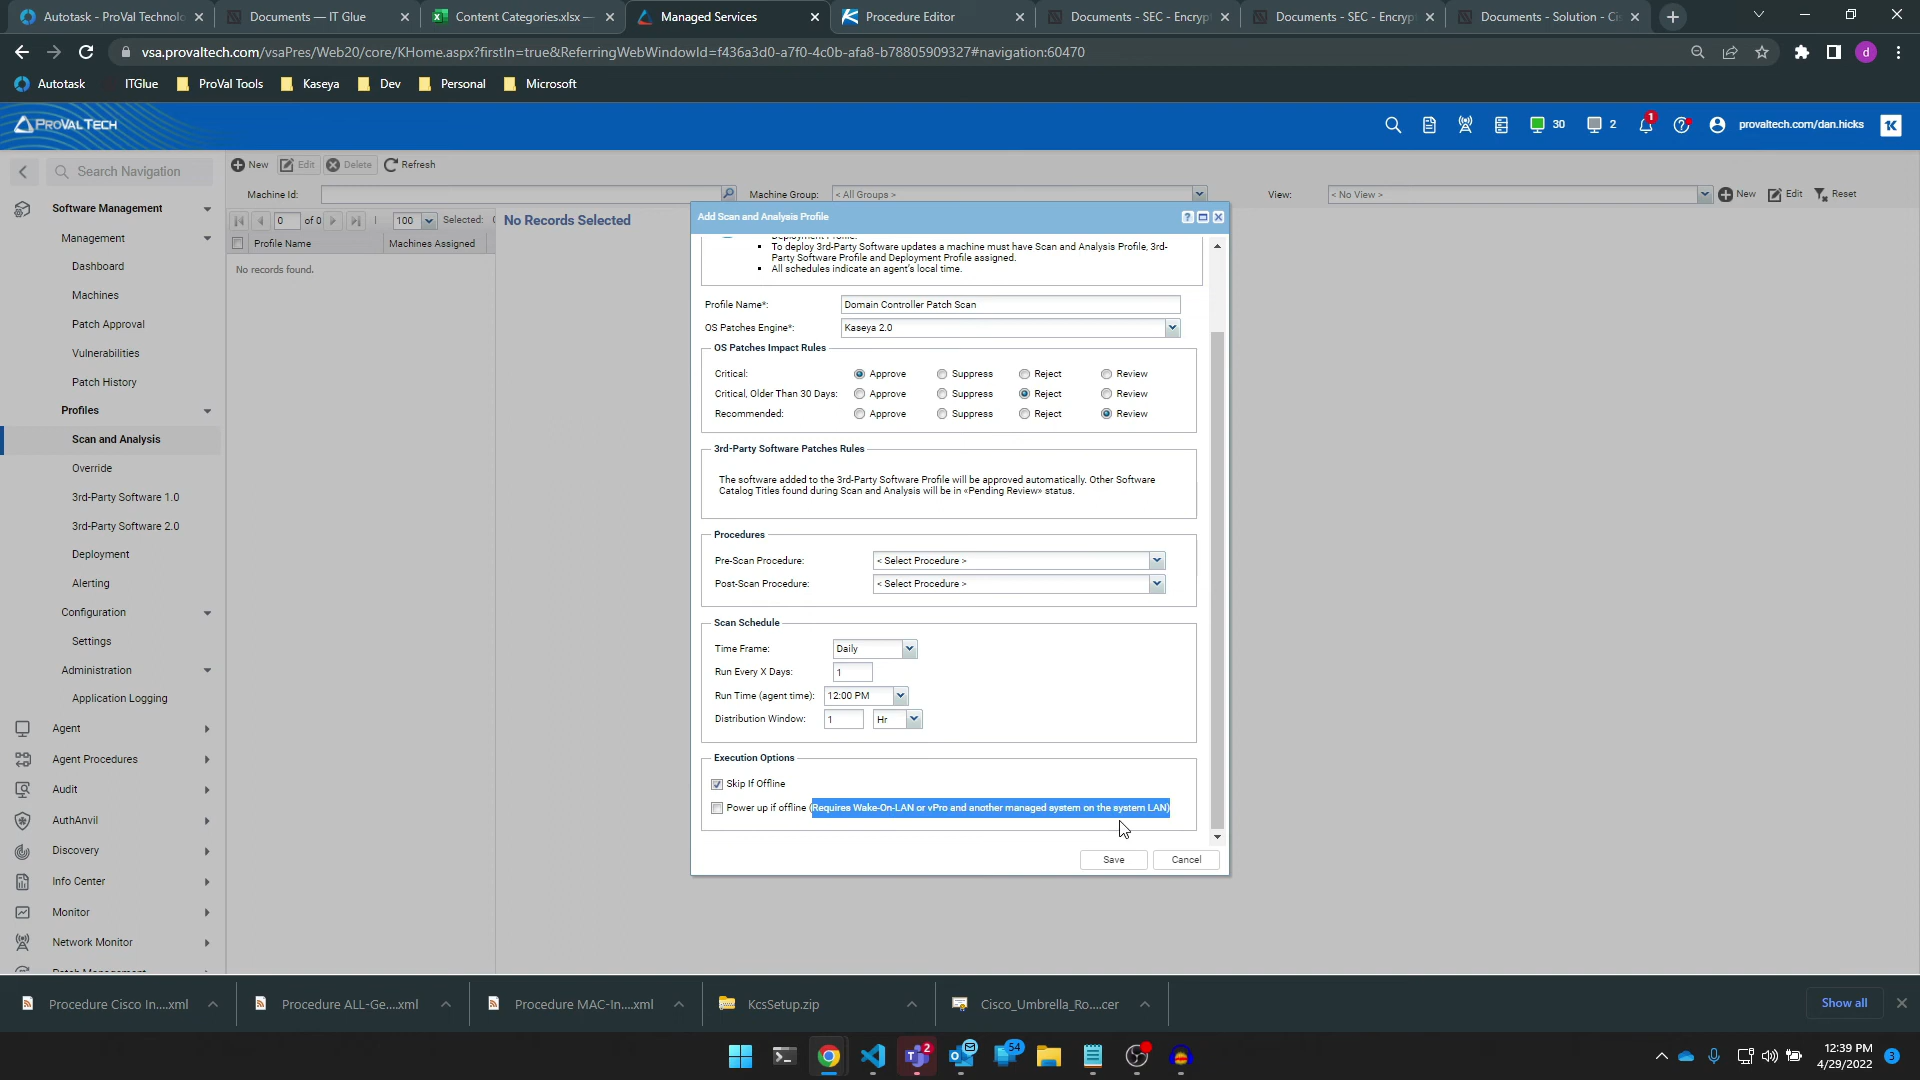 Autotask - ProVal Technolo
Documents — IT Glue
Content Categories.xlsx —
Managed Services
Procedure Editor
Documents - SEC - Encryp
Documents - SEC - Encryp
Documents - Solution - Ci
vsa.provaltech.com/vsaPres/Web20/core/KHome.aspx?firstIn=true&ReferringWebWindowId=f436a3d0-a7f0-4c0b-afa8-b78805909327#navigation:60470
d
Autotask
ITGlue
ProVal Tools
Kaseya
Dev
Personal
Microsoft
PROVAL TECH
30
2
1
provaltech.com/dan.hicks
Search Navigation
New
Edit
Delete
Refresh
Machine Id:
Machine Group:
< All Groups >
View:
< No View >
New
Edit
Reset
0
of 0
100
Selected:
No Records Selected
Profile Name
Machines Assigned
No records found.
Software Management
Management
Dashboard
Machines
Patch Approval
Vulnerabilities
Patch History
Profiles
Scan and Analysis
Override
3rd-Party Software 1.0
3rd-Party Software 2.0
Deployment
Alerting
Configuration
Settings
Administration
Application Logging
Agent
Agent Procedures
Audit
AuthAnvil
Discovery
Info Center
Monitor
Network Monitor
Patch Management
Add Scan and Analysis Profile
Deployment Profile.
To deploy 3rd-Party Software updates a machine must have Scan and Analysis Profile, 3rd-
Party Software Profile and Deployment Profile assigned.
All schedules indicate an agent's local time.
Profile Name*:
Domain Controller Patch Scan
OS Patches Engine*:
Kaseya 2.0
OS Patches Impact Rules
Critical:
Approve
Suppress
Reject
Review
Critical, Older Than 30 Days:
Approve
Suppress
Reject
Review
Recommended:
Approve
Suppress
Reject
Review
3rd-Party Software Patches Rules
The software added to the 3rd-Party Software Profile will be approved automatically. Other Software
Catalog Titles found during Scan and Analysis will be in «Pending Review» status.
Procedures
Pre-Scan Procedure:
< Select Procedure >
Post-Scan Procedure:
< Select Procedure >
Scan Schedule
Time Frame:
Daily
Run Every X Days:
1
Run Time (agent time):
12:00 PM
Distribution Window:
1
Hr
Execution Options
Skip If Offline
Power up if offline (Requires Wake-On-LAN or vPro and another managed system on the system LAN)
Save
Cancel
Procedure Cisco In....xml
Procedure ALL-Ge....xml
Procedure MAC-In....xml
KcsSetup.zip
Cisco_Umbrella_Ro....cer
Show all
2
54
12:39 PM
4/29/2022
3